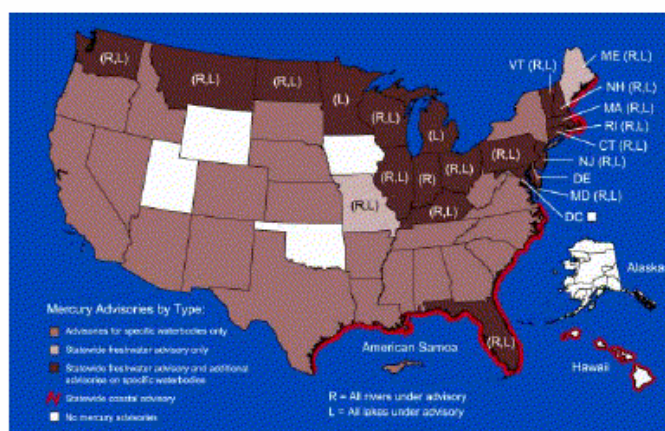 (R,L)
(R,L)
(R,L)
(L)
(R,L)
(L)
(R,L)
(R)
(R,L)
(R,L)
(R,L)
(R,L)
(R,L)
VT (R,L)
ME (R,L)
NH (R,L)
MA (R,L)
RI (R,L)
CT (R,L)
NJ (R,L)
DE
MD (R,L)
DC
Alaska
Hawaii
American Samoa
Mercury Advisories by Type:
Advisories for specific waterbodies only
Statewide freshwater advisory only
Statewide freshwater advisory and additional
advisories on specific waterbodies
Statewide coastal advisory
No mercury advisories
R = All rivers under advisory
L = All lakes under advisory